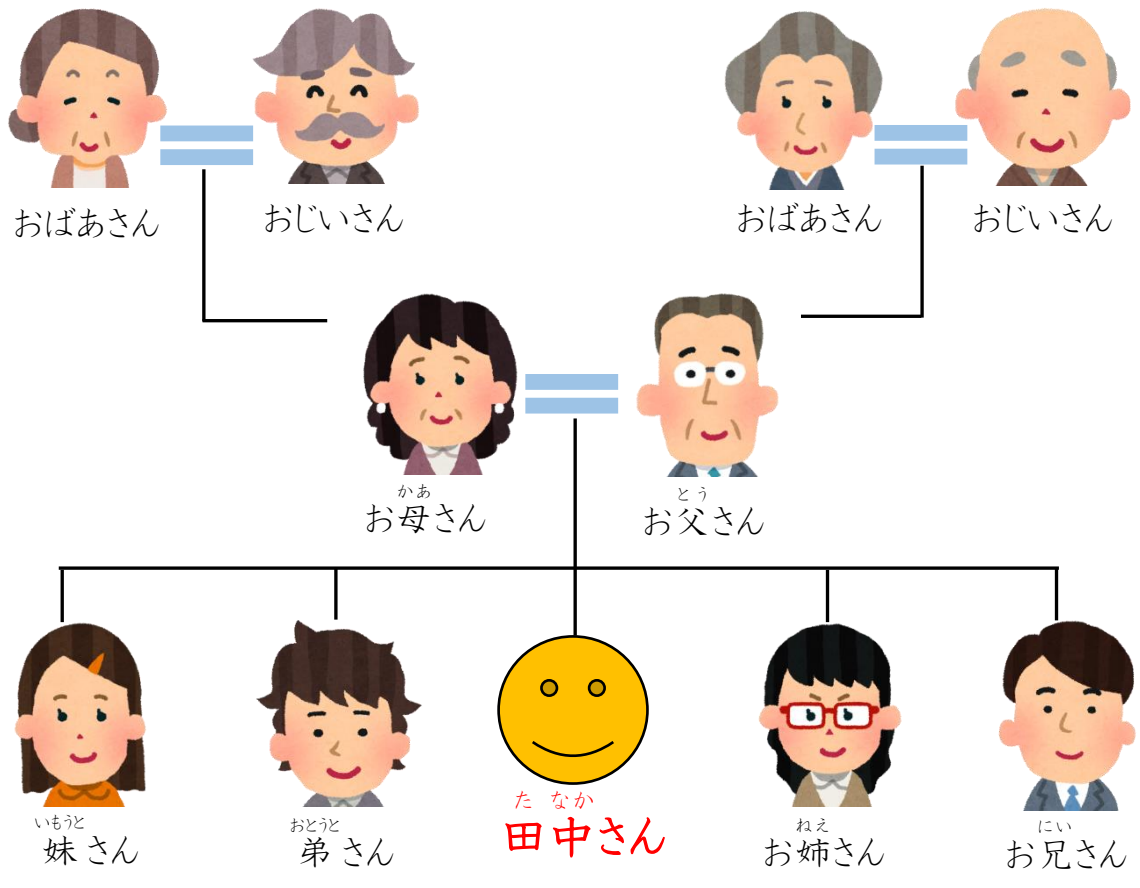 おばあさん
おじいさん
おばあさん
おじいさん
かあ
お母さん
とう
お父さん
いもうと
妹さん
おとうと
弟さん
た なか
田中さん
ねえ
お姉さん
にい
お兄さん